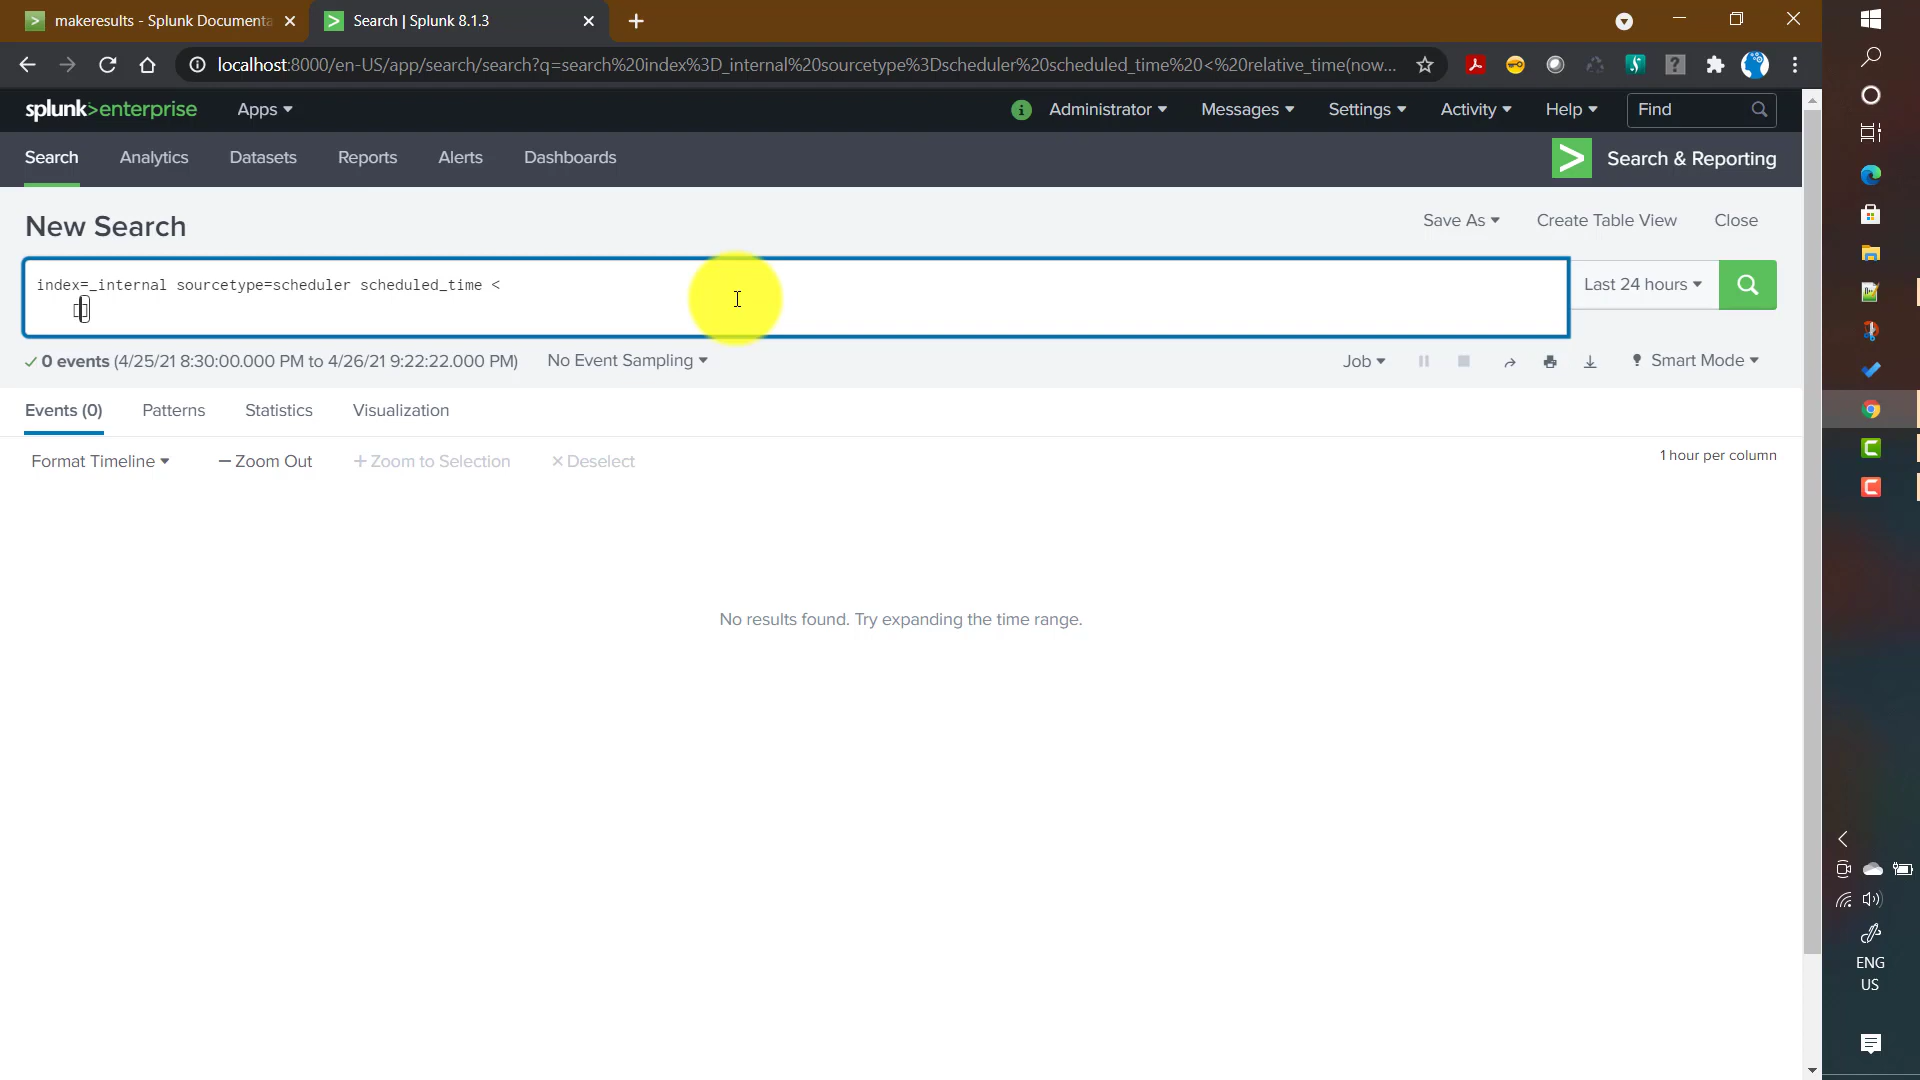 makeresults - Splunk Documenta
Search | Splunk 8.1.3
localhost:8000/en-US/app/search/search?q=search%20index%3D_internal%20sourcetype%3Dscheduler%20scheduled_time%20<%20relative_time(now...
splunk>enterprise Apps
i Administrator Messages Settings Activity Help Find
Search Analytics Datasets Reports Alerts Dashboards
Search & Reporting
New Search
Save As Create Table View Close
index=_internal sourcetype=scheduler scheduled_time <
[]
Last 24 hours
0 events (4/25/21 8:30:00.000 PM to 4/26/21 9:22:22.000 PM) No Event Sampling
Job Smart Mode
Events (0) Patterns Statistics Visualization
Format Timeline — Zoom Out + Zoom to Selection × Deselect
1 hour per column
No results found. Try expanding the time range.
ENG
US